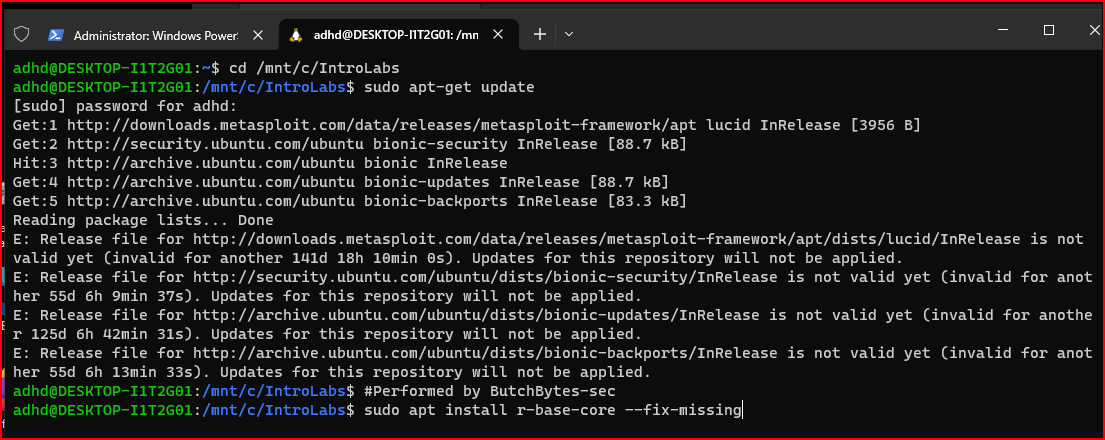 Administrator: Windows PowerS
adhd@DESKTOP-I1T2G01: /mn
adhd@DESKTOP-I1T2G01:~$ cd /mnt/c/IntroLabs
adhd@DESKTOP-I1T2G01:/mnt/c/IntroLabs$ sudo apt-get update
[sudo] password for adhd:
Get:1 http://downloads.metasploit.com/data/releases/metasploit-framework/apt lucid InRelease [3956 B]
Get:2 http://security.ubuntu.com/ubuntu bionic-security InRelease [88.7 kB]
Hit:3 http://archive.ubuntu.com/ubuntu bionic InRelease
Get:4 http://archive.ubuntu.com/ubuntu bionic-updates InRelease [88.7 kB]
Get:5 http://archive.ubuntu.com/ubuntu bionic-backports InRelease [83.3 kB]
Reading package lists... Done
E: Release file for http://downloads.metasploit.com/data/releases/metasploit-framework/apt/dists/lucid/InRelease is not
valid yet (invalid for another 141d 18h 10min 0s). Updates for this repository will not be applied.
E: Release file for http://security.ubuntu.com/ubuntu/dists/bionic-security/InRelease is not valid yet (invalid for anot
her 55d 6h 9min 37s). Updates for this repository will not be applied.
E: Release file for http://archive.ubuntu.com/ubuntu/dists/bionic-updates/InRelease is not valid yet (invalid for anothe
r 125d 6h 42min 31s). Updates for this repository will not be applied.
E: Release file for http://archive.ubuntu.com/ubuntu/dists/bionic-backports/InRelease is not valid yet (invalid for anot
her 55d 6h 13min 33s). Updates for this repository will not be applied.
adhd@DESKTOP-I1T2G01:/mnt/c/IntroLabs$ #Performed by ButchBytes-sec
adhd@DESKTOP-I1T2G01:/mnt/c/IntroLabs$ sudo apt install r-base-core --fix-missing